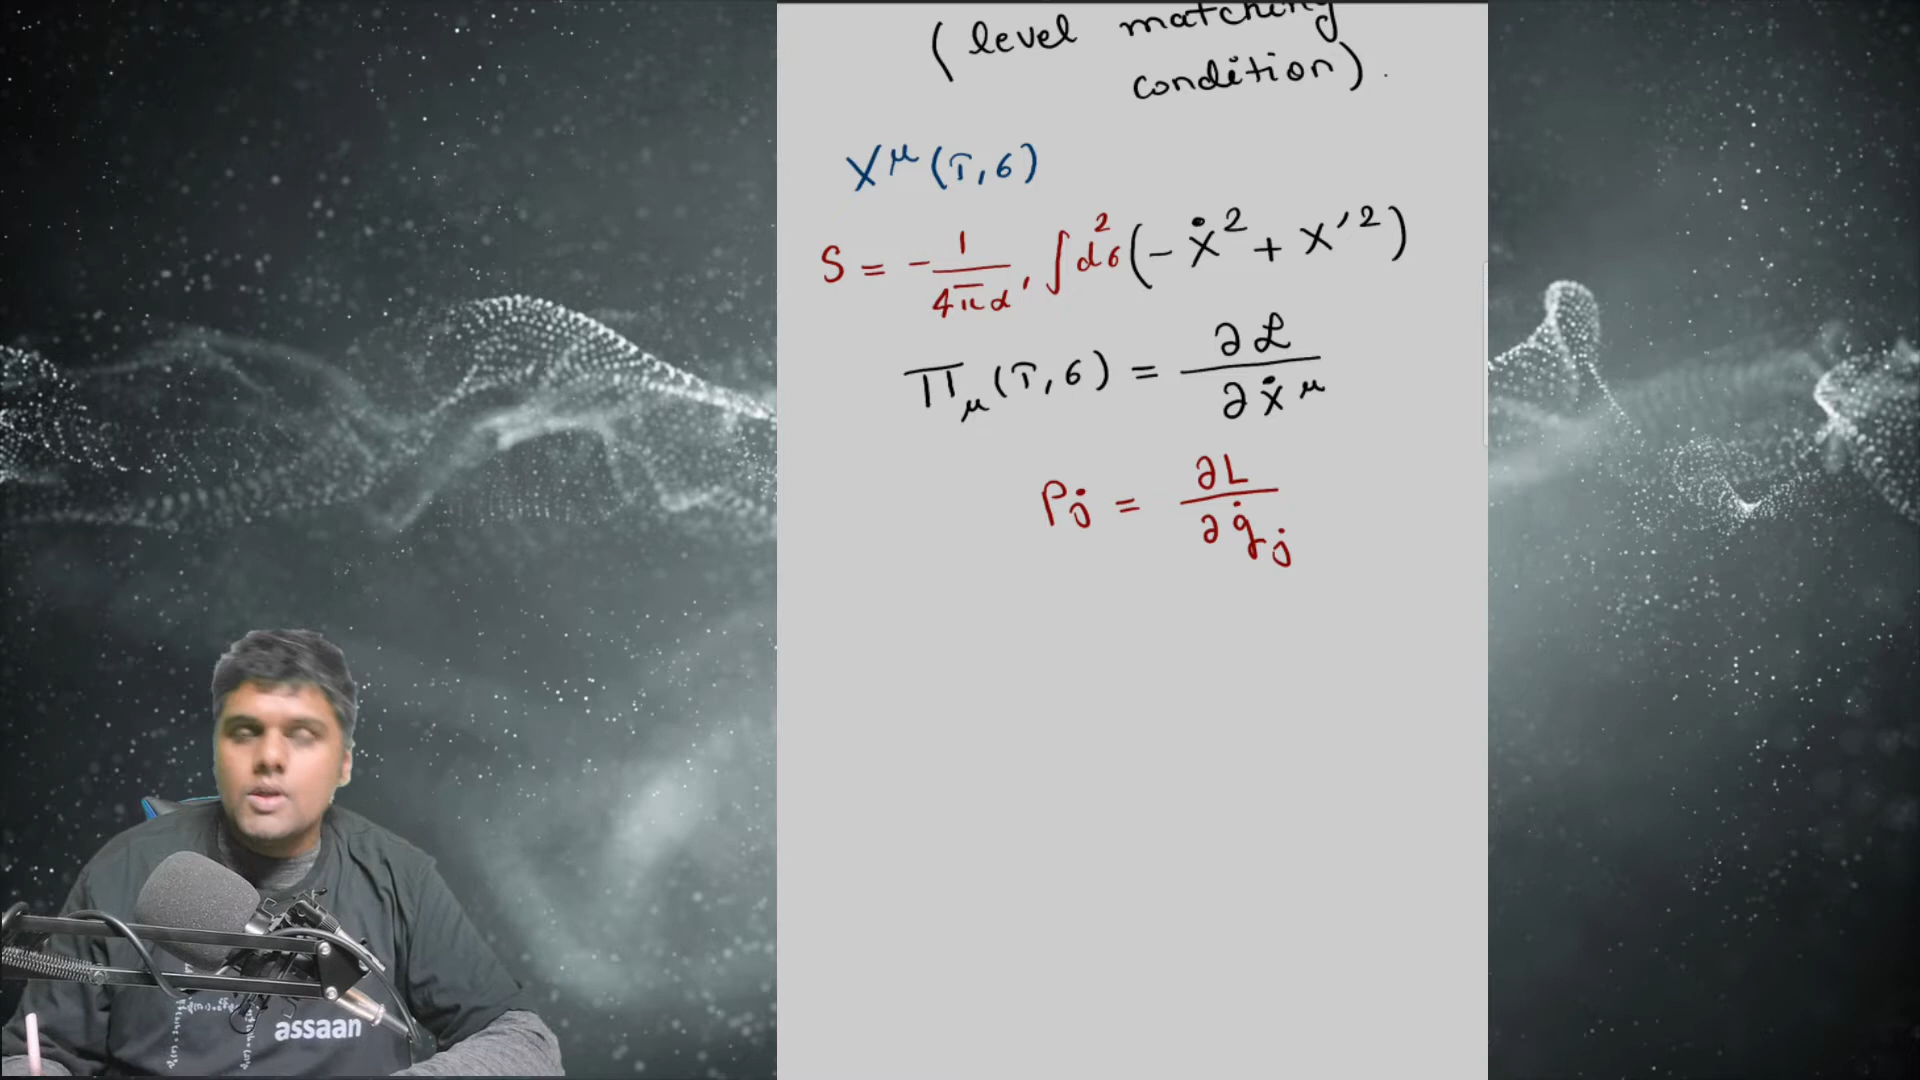 (level matching
condition).
X^μ(τ,σ)
S = -1/(4πα') ∫d²σ(-Ẋ² + X'²)
Π_μ(τ,σ) = ∂ℒ/∂Ẋ^μ
P_j = ∂L/∂q̇_j
assaan